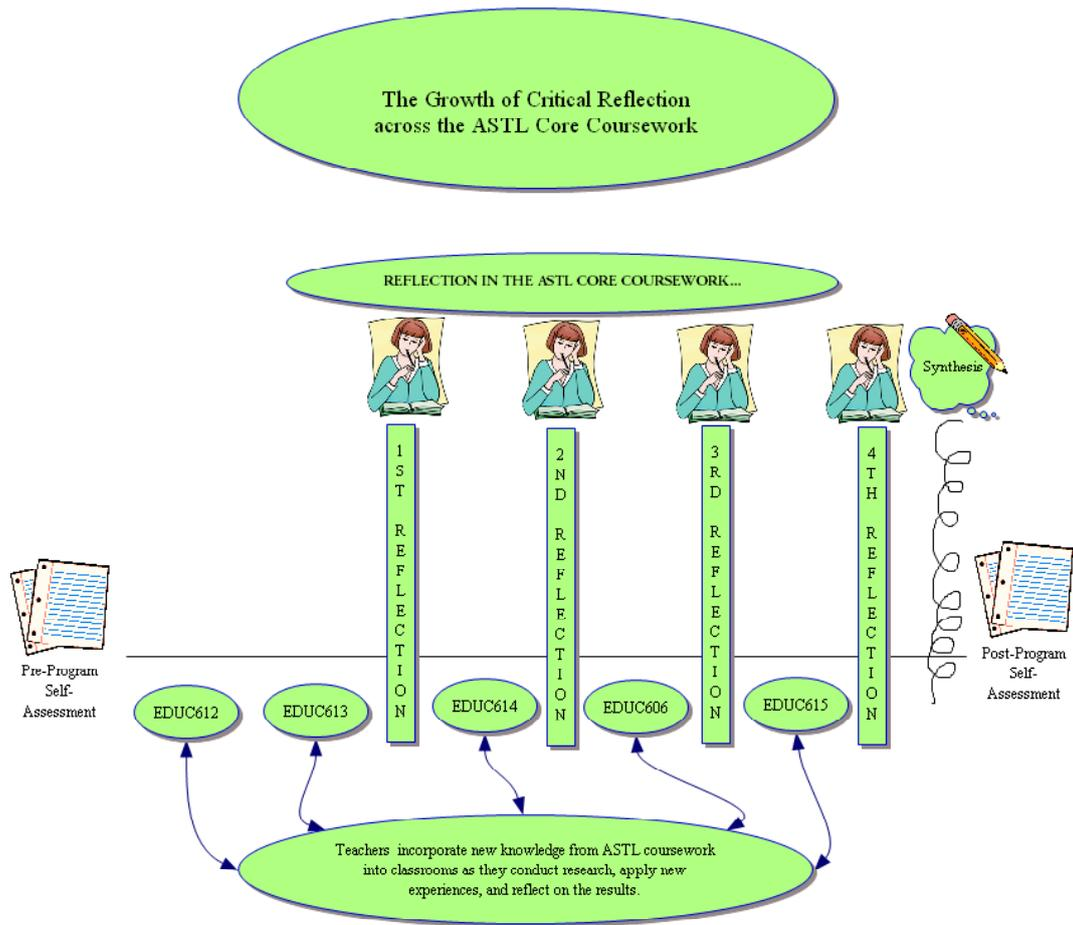 The Growth of Critical Reflection
across the ASTL Core Coursework
REFLECTION IN THE ASTL CORE COURSEWORK...
Synthesis
1ST REFLECTION
2ND REFLECTION
3RD REFLECTION
4TH REFLECTION
Pre-Program
Self-
Assessment
Post-Program
Self-
Assessment
EDUC612
EDUC613
EDUC614
EDUC606
EDUC615
Teachers incorporate new knowledge from ASTL coursework
into classrooms as they conduct research, apply new
experiences, and reflect on the results.